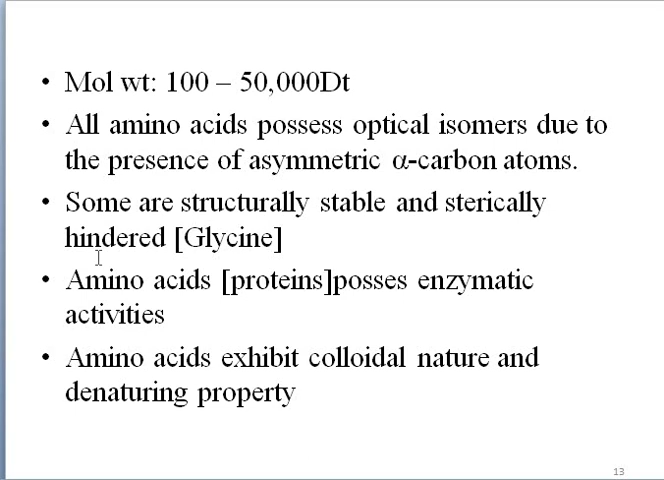 • Mol wt: 100 – 50,000Dt
• All amino acids possess optical isomers due to
the presence of asymmetric α-carbon atoms.
• Some are structurally stable and sterically
hindered [Glycine]
• Amino acids [proteins]posses enzymatic
activities
• Amino acids exhibit colloidal nature and
denaturing property
13